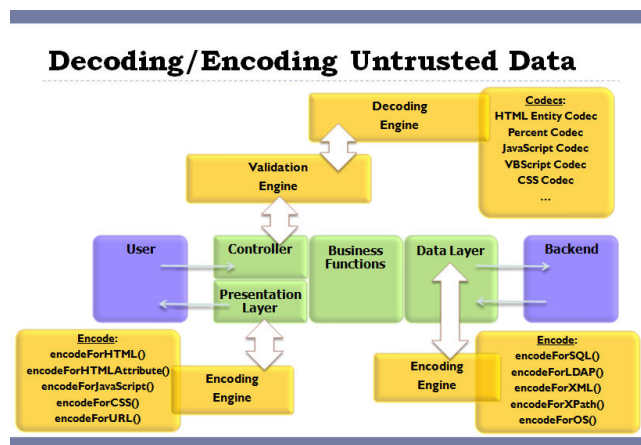 Decoding/Encoding Untrusted Data
Decoding
Engine
Codecs:
HTML Entity Codec
Percent Codec
JavaScript Codec
VBScript Codec
CSS Codec
...
Validation
Engine
User
Controller
Business
Functions
Data Layer
Backend
Presentation
Layer
Encode:
encodeForHTML()
encodeForHTMLAttribute()
encodeForJavaScript()
encodeForCSS()
encodeForURL()
Encoding
Engine
Encoding
Engine
Encode:
encodeForSQL()
encodeForLDAP()
encodeForXML()
encodeForXPath()
encodeForOS()